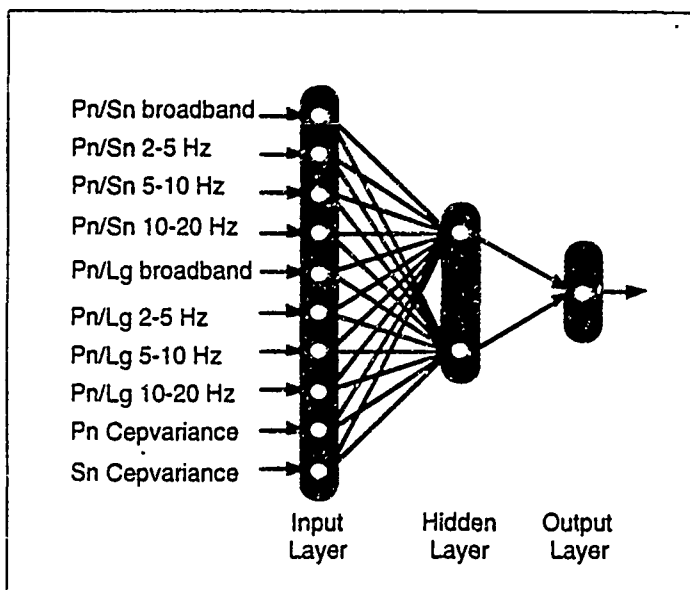 Pn/Sn broadband
Pn/Sn 2-5 Hz
Pn/Sn 5-10 Hz
Pn/Sn 10-20 Hz
Pn/Lg broadband
Pn/Lg 2-5 Hz
Pn/Lg 5-10 Hz
Pn/Lg 10-20 Hz
Pn Cepvariance
Sn Cepvariance
Input
Layer
Hidden
Layer
Output
Layer